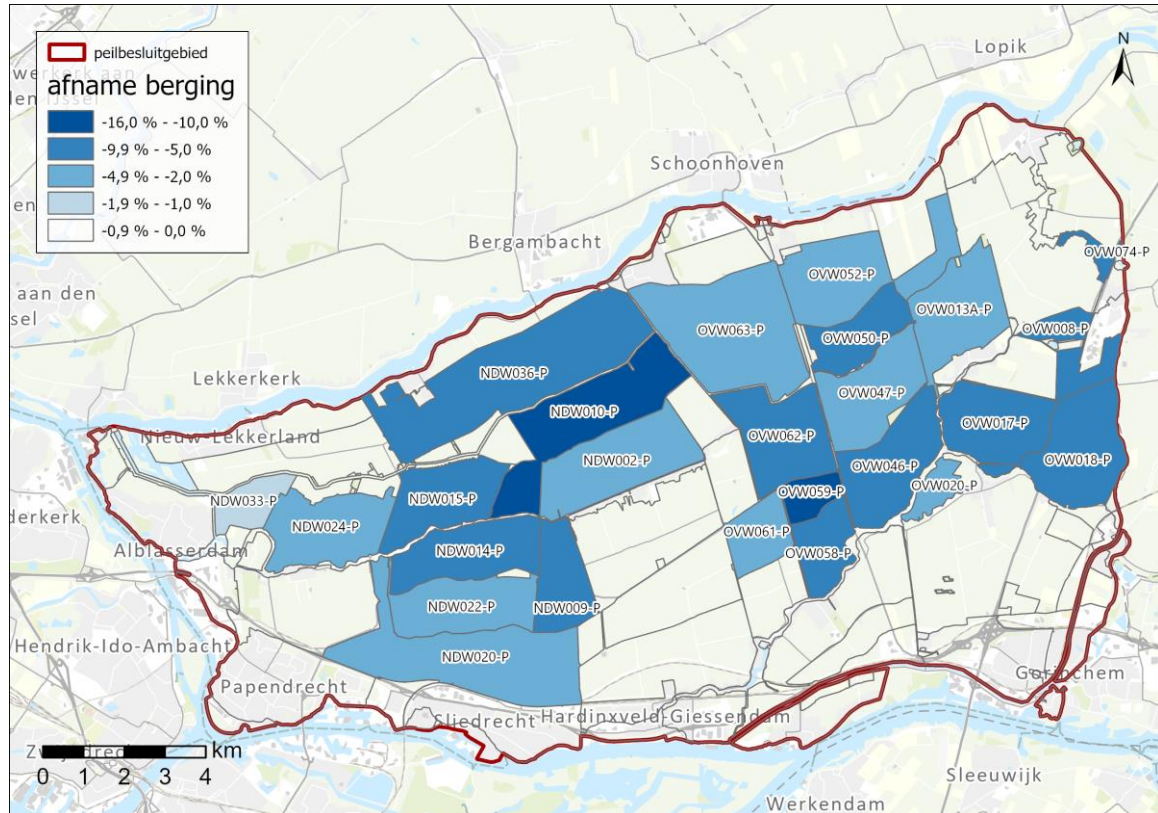 peilbesluitgebied
afname berging
-16,0 % - -10,0 %
-9,9 % - -5,0 %
-4,9 % - -2,0 %
-1,9 % - -1,0 %
-0,9 % - 0,0 %
N
Lopik
Schoonhoven
Bergambacht
aan den
Lekkerkerk
Nieuw-Lekkerland
Alblasserdam
Hendrik-Ido-Ambacht
Papendrecht
Sliedrecht
Hardinxveld-Giessendam
Gorinchem
Sleeuwijk
Werkendam
OVW074-P
OVW052-P
OVW013A-P
OVW008-P
OVW063-P
OVW050-P
NDW036-P
OVW047-P
NDW010-P
OVW017-P
OVW062-P
NDW002-P
OVW046-P
OVW018-P
NDW015-P
OVW020-P
OVW059-P
NDW033-P
NDW024-P
OVW061-P
NDW014-P
OVW058-P
NDW022-P
NDW009-P
NDW020-P
0 1 2 3 4 km